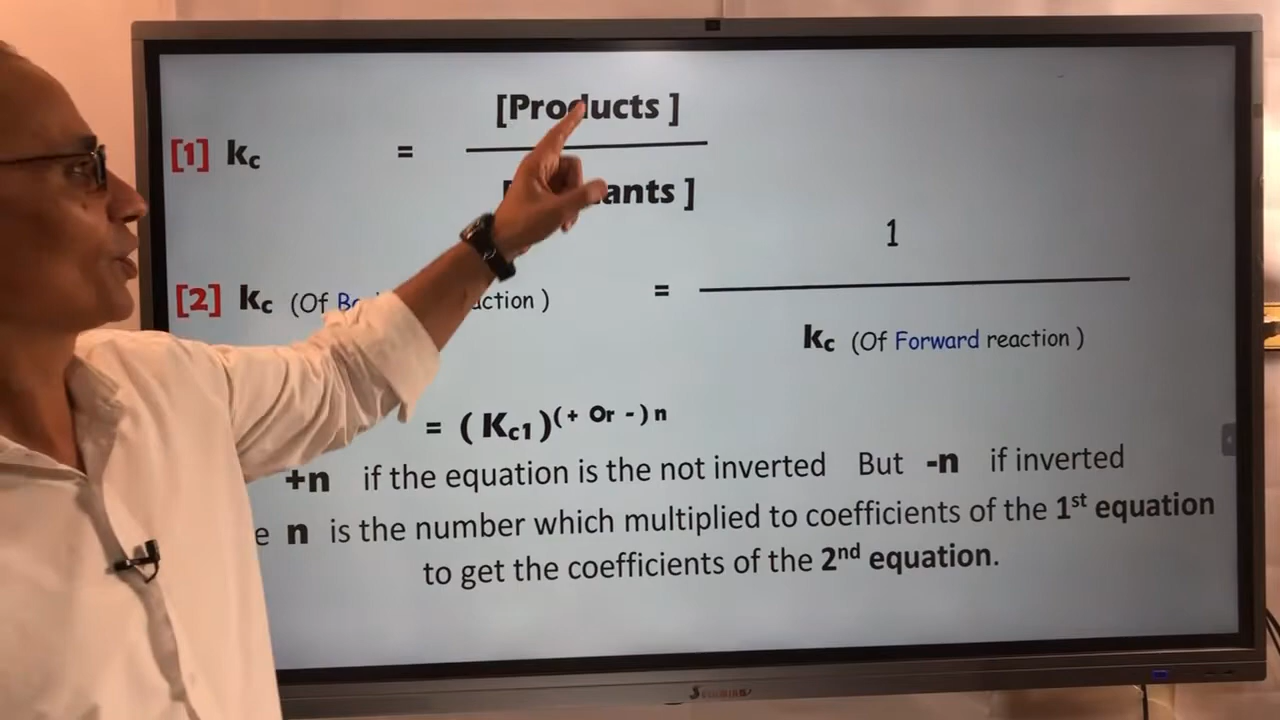 [Products ]
[1] kc =
ants ]
1
[2] kc (Of Ba ction ) =
kc (Of Forward reaction )
= ( Kc1 )(+ Or -) n
+n if the equation is the not inverted But -n if inverted
e n is the number which multiplied to coefficients of the 1st equation
to get the coefficients of the 2nd equation.